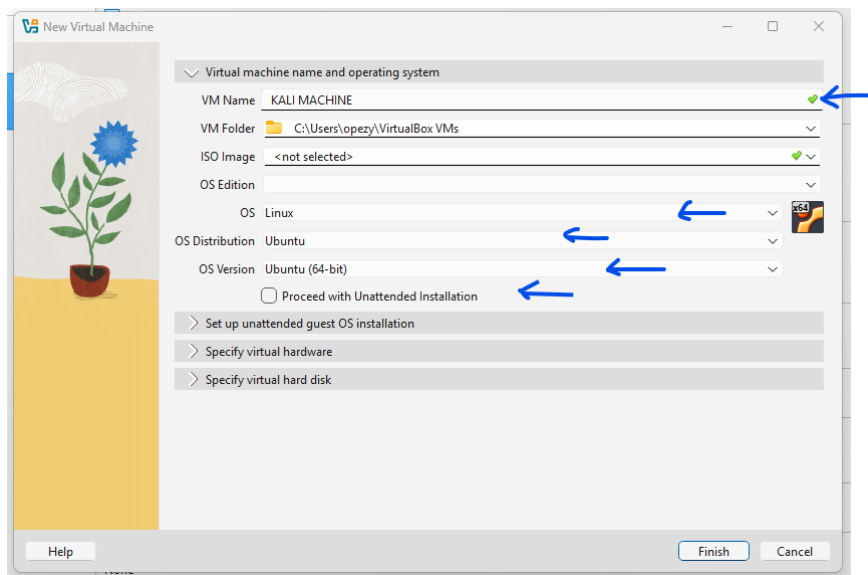 New Virtual Machine
Virtual machine name and operating system
VM Name KALI MACHINE
VM Folder C:\Users\opezy\VirtualBox VMs
ISO Image <not selected>
OS Edition
OS Linux
x64
OS Distribution Ubuntu
OS Version Ubuntu (64-bit)
Proceed with Unattended Installation
Set up unattended guest OS installation
Specify virtual hardware
Specify virtual hard disk
Help Finish Cancel